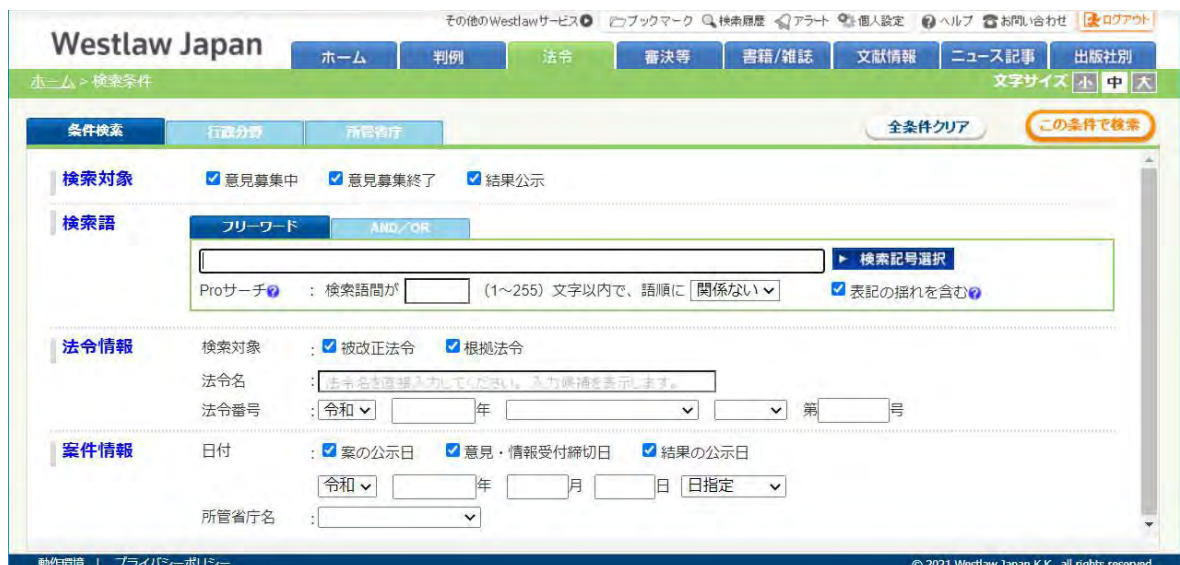 その他のWestlawサービス ブックマーク 検索履歴 アラート 個人設定 ヘルプ お問い合わせ ログアウト
Westlaw Japan
ホーム 判例 法令 審決等 書籍/雑誌 文献情報 ニュース記事 出版社別
ホーム > 検索条件 文字サイズ 小 中 大
条件検索 行政分野 所管省庁 全条件クリア この条件で検索
検索対象 意見募集中 意見募集終了 結果公示
検索語 フリーワード AND/OR
検索記号選択
Proサーチ : 検索語間が (1~255) 文字以内で、語順に 関係ない 表記の揺れを含む
法令情報 検索対象 : 被改正法令 根拠法令
法令名 : 法令名を直接入力してください。入力候補を表示します。
法令番号 : 令和 年 第 号
案件情報 日付 : 案の公示日 意見・情報受付締切日 結果の公示日
令和 年 月 日 日指定
所管省庁名 :
動作環境 | プライバシーポリシー © 2021 Westlaw Japan K.K. all rights reserved.